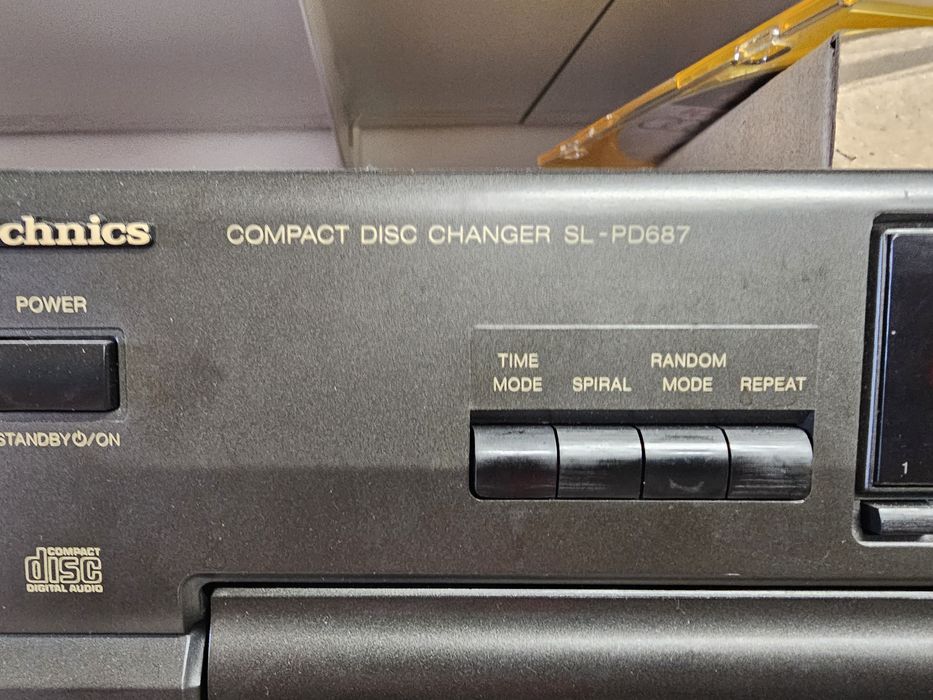 chnics
COMPACT DISC CHANGER SL-PD687
POWER
STANDBY⏻/ON
TIME MODE
SPIRAL
RANDOM MODE
REPEAT
1
COMPACT
disc
DIGITAL AUDIO